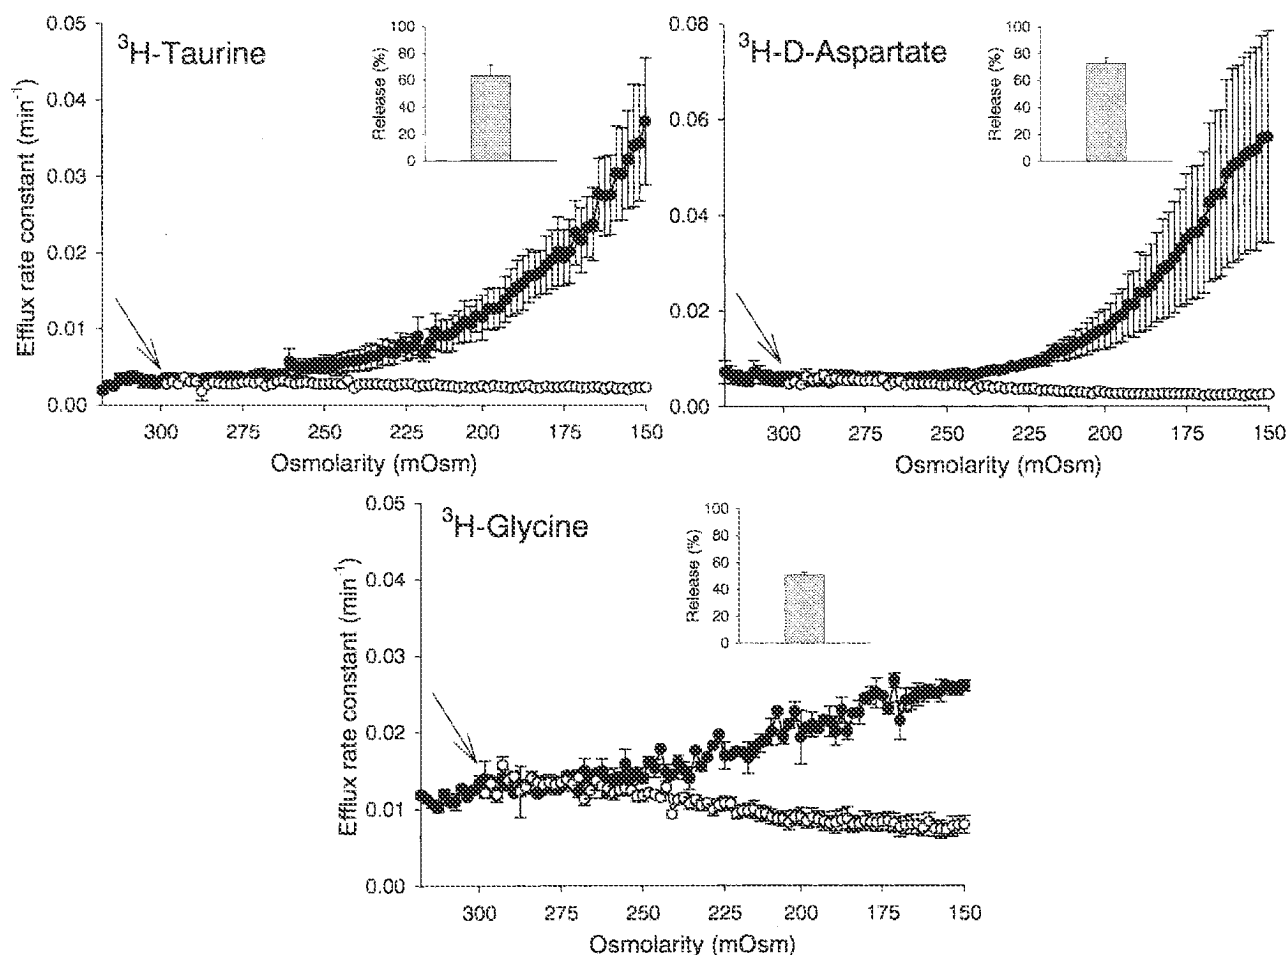 ³H-Taurine
Efflux rate constant (min⁻¹)
0.05
0.04
0.03
0.02
0.01
0.00
Release (%)
100
80
60
40
20
0
300 275 250 225 200 175 150
Osmolarity (mOsm)
³H-D-Aspartate
0.08
0.06
0.04
0.02
0.00
Release (%)
100
80
60
40
20
0
300 275 250 225 200 175 150
Osmolarity (mOsm)
³H-Glycine
Efflux rate constant (min⁻¹)
0.05
0.04
0.03
0.02
0.01
0.00
Release (%)
100
80
60
40
20
0
300 275 250 225 200 175 150
Osmolarity (mOsm)